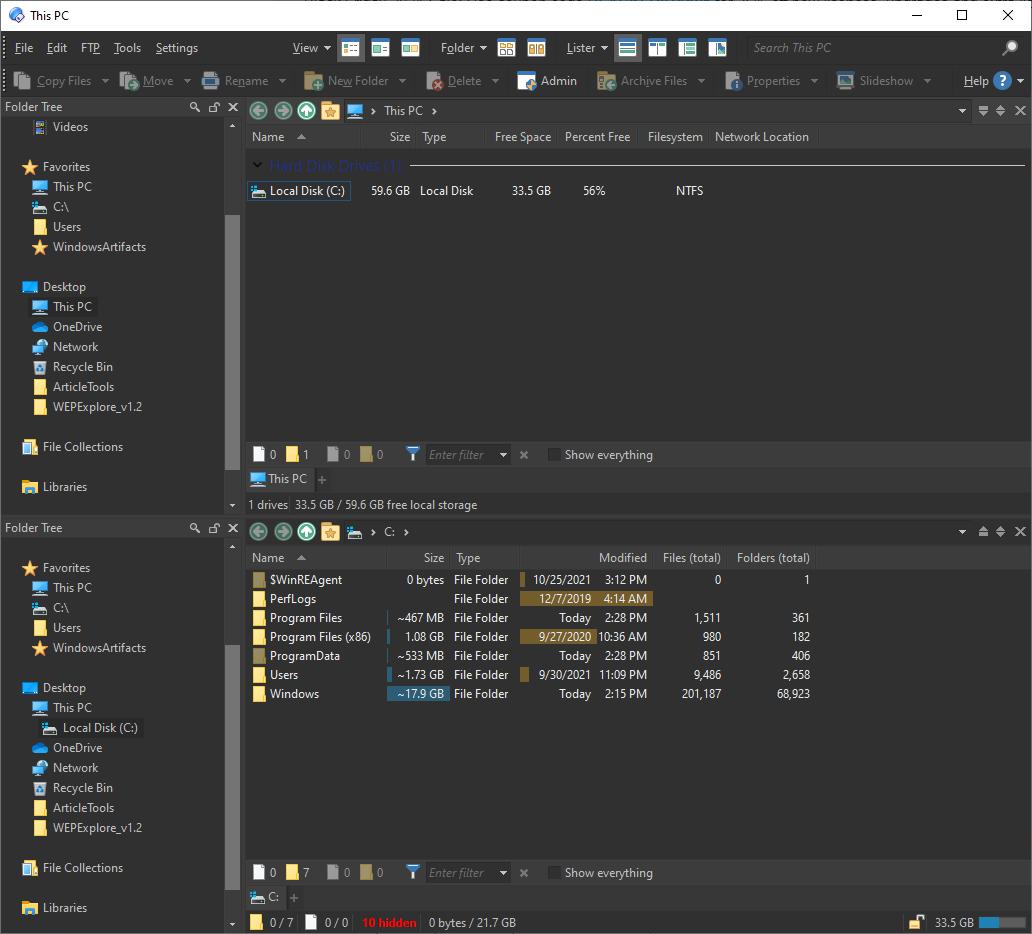 This PC
File Edit FTP Tools Settings View Folder Lister Search This PC
Copy Files Move Rename New Folder Delete Admin Archive Files Properties Slideshow Help
Folder Tree
Videos
Favorites
This PC
C:\
Users
WindowsArtifacts
Desktop
This PC
OneDrive
Network
Recycle Bin
ArticleTools
WEPExplore_v1.2
File Collections
Libraries
This PC
Name Size Type Free Space Percent Free Filesystem Network Location
Hard Disk Drives (1)
Local Disk (C:) 59.6 GB Local Disk 33.5 GB 56% NTFS
0 1 0 0 Enter filter Show everything
This PC
1 drives 33.5 GB / 59.6 GB free local storage
Folder Tree
Favorites
This PC
C:\
Users
WindowsArtifacts
Desktop
This PC
Local Disk (C:)
OneDrive
Network
Recycle Bin
ArticleTools
WEPExplore_v1.2
File Collections
Libraries
C:
Name Size Type Modified Files (total) Folders (total)
$WinREAgent 0 bytes File Folder 10/25/2021 3:12 PM 0 1
PerfLogs File Folder 12/7/2019 4:14 AM
Program Files ~467 MB File Folder Today 2:28 PM 1,511 361
Program Files (x86) 1.08 GB File Folder 9/27/2020 10:36 AM 980 182
ProgramData ~533 MB File Folder Today 2:28 PM 851 406
Users ~1.73 GB File Folder 9/30/2021 11:09 PM 9,486 2,658
Windows ~17.9 GB File Folder Today 2:15 PM 201,187 68,923
0 7 0 0 Enter filter Show everything
C:
0 / 7 0 / 0 10 hidden 0 bytes / 21.7 GB 33.5 GB